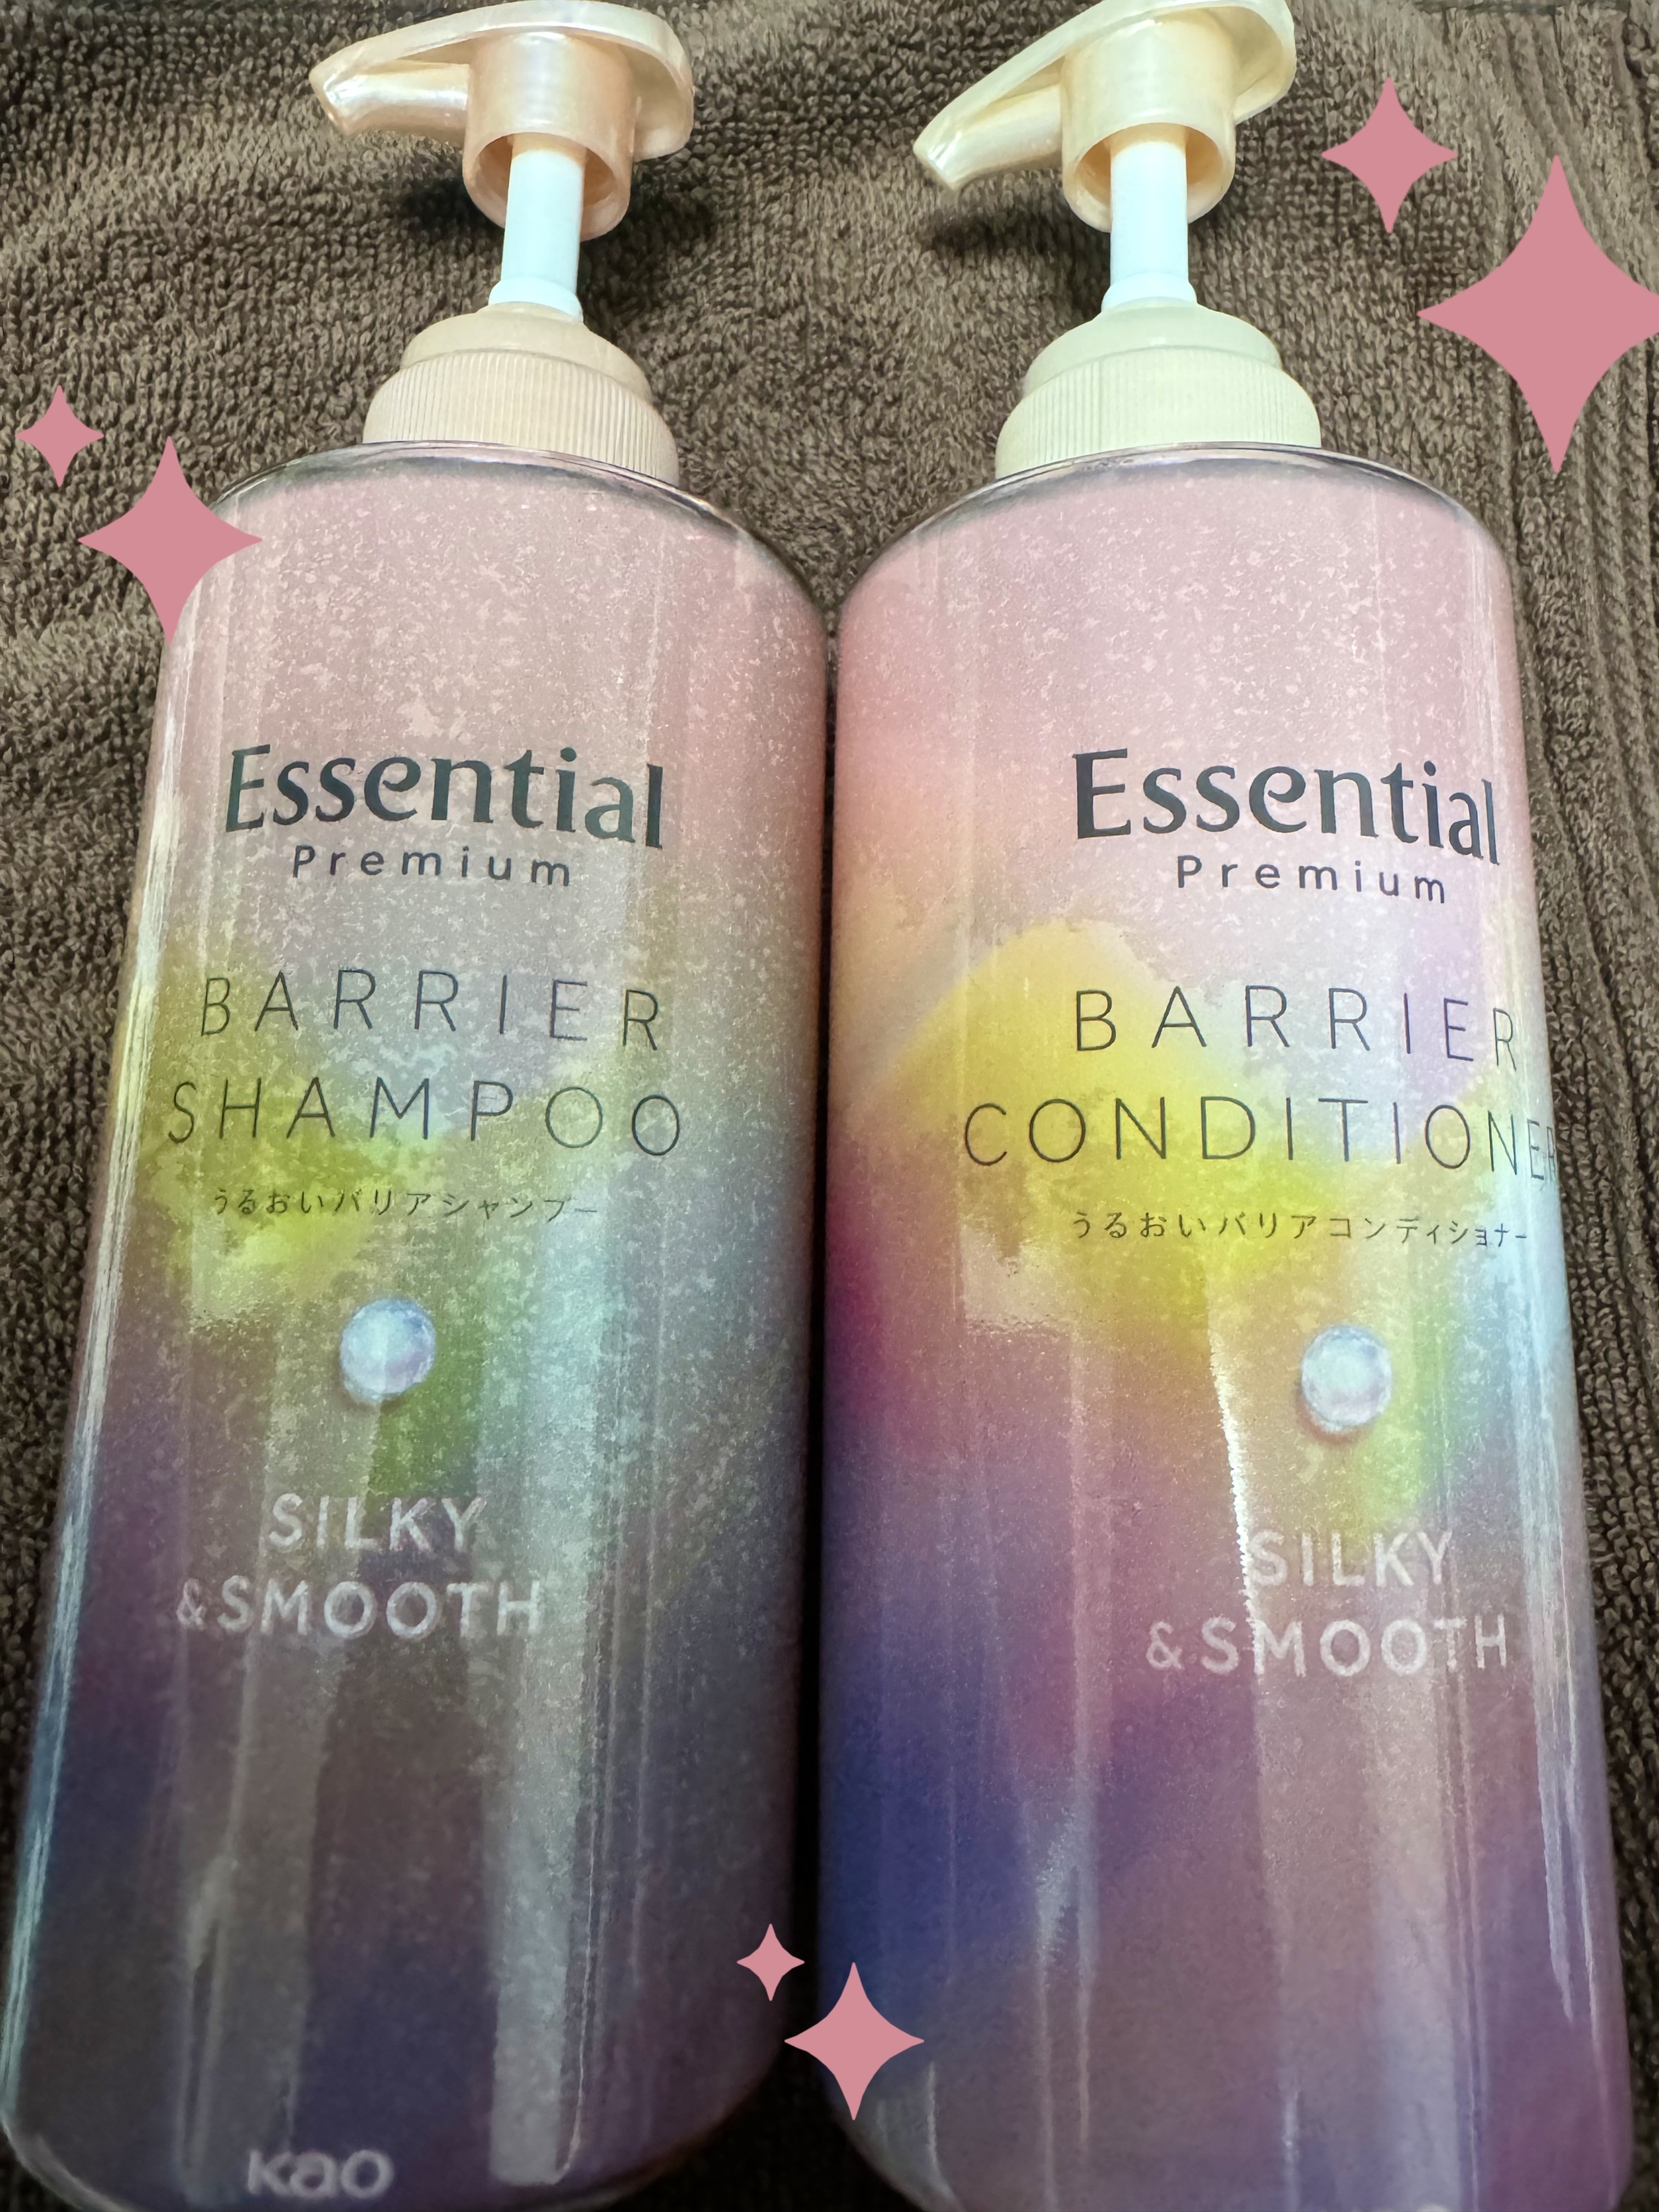 Essential
Premium
BARRIER
SHAMPOO
うるおいバリアシャンプー
SILKY
&SMOOTH
kao
Essential
Premium
BARRIER
CONDITIONER
うるおいバリアコンディショナー
SILKY
&SMOOTH